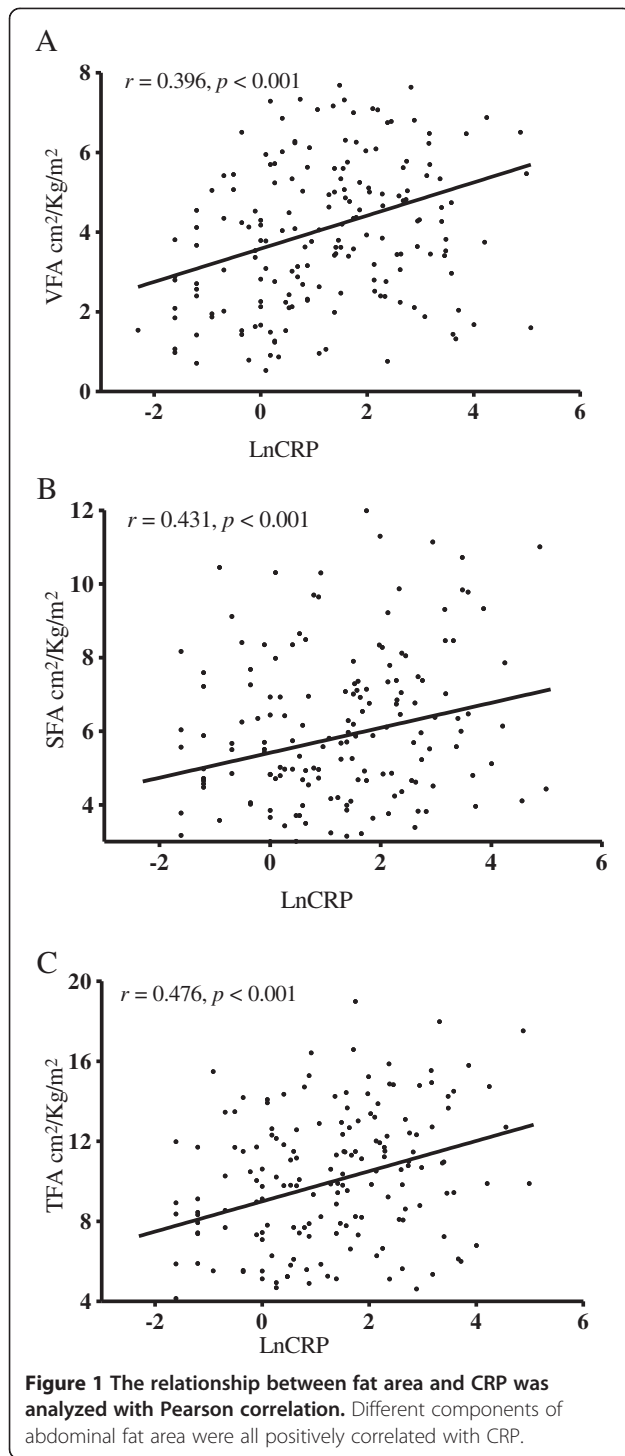 A
r = 0.396, p < 0.001
8
6
4
2
0
VFA cm²/Kg/m²
-2 0 2 4 6
LnCRP
B
r = 0.431, p < 0.001
12
10
8
6
4
SFA cm²/Kg/m²
-2 0 2 4 6
LnCRP
C
r = 0.476, p < 0.001
20
16
12
8
4
TFA cm²/Kg/m²
-2 0 2 4 6
LnCRP
Figure 1 The relationship between fat area and CRP was
analyzed with Pearson correlation. Different components of
abdominal fat area were all positively correlated with CRP.